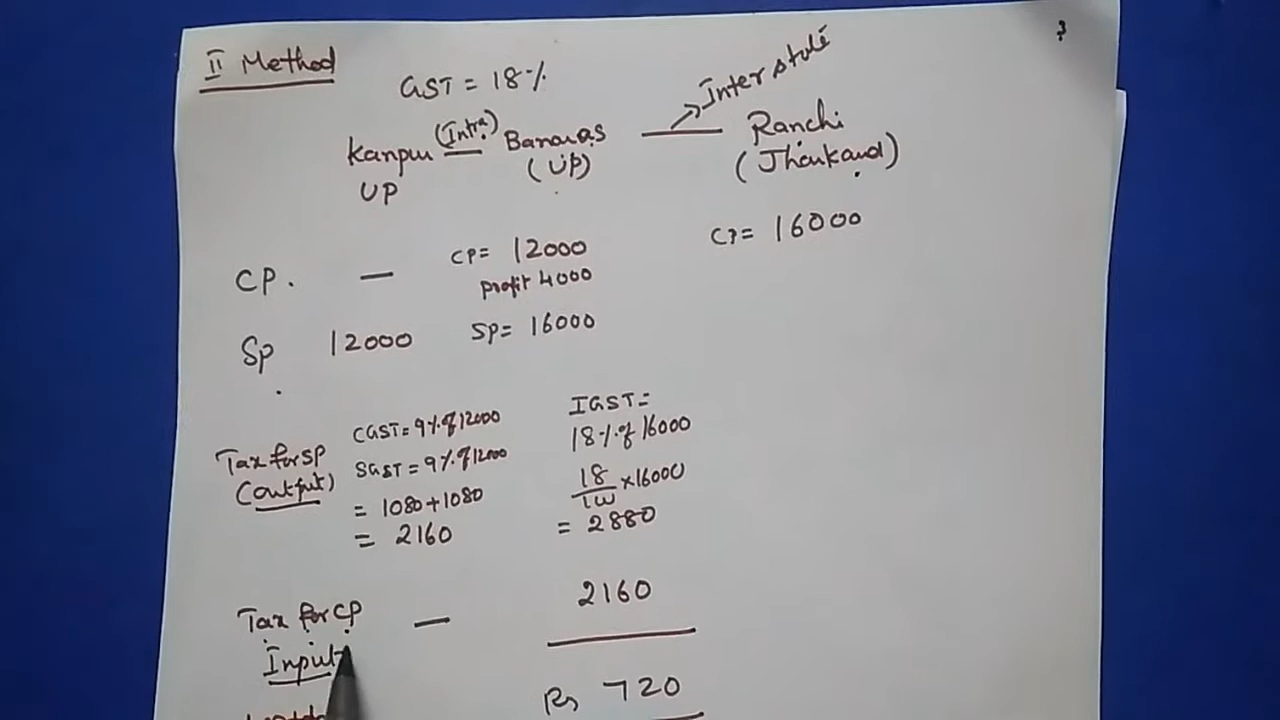 II Method
GST = 18%
Kanpur (Intra) Banaras → Interstate Ranchi
UP (UP) (Jharkand)
CP. — CP= 12000 CP= 16000
profit 4000
SP 12000 SP= 16000
Tax for SP CGST = 9% of 12000 IGST =
(Output) SGST = 9% of 12000 18% of 16000
= 1080 + 1080 18/100 × 16000
= 2160 = 2880
Tax for CP — 2160
Input
Rs 720